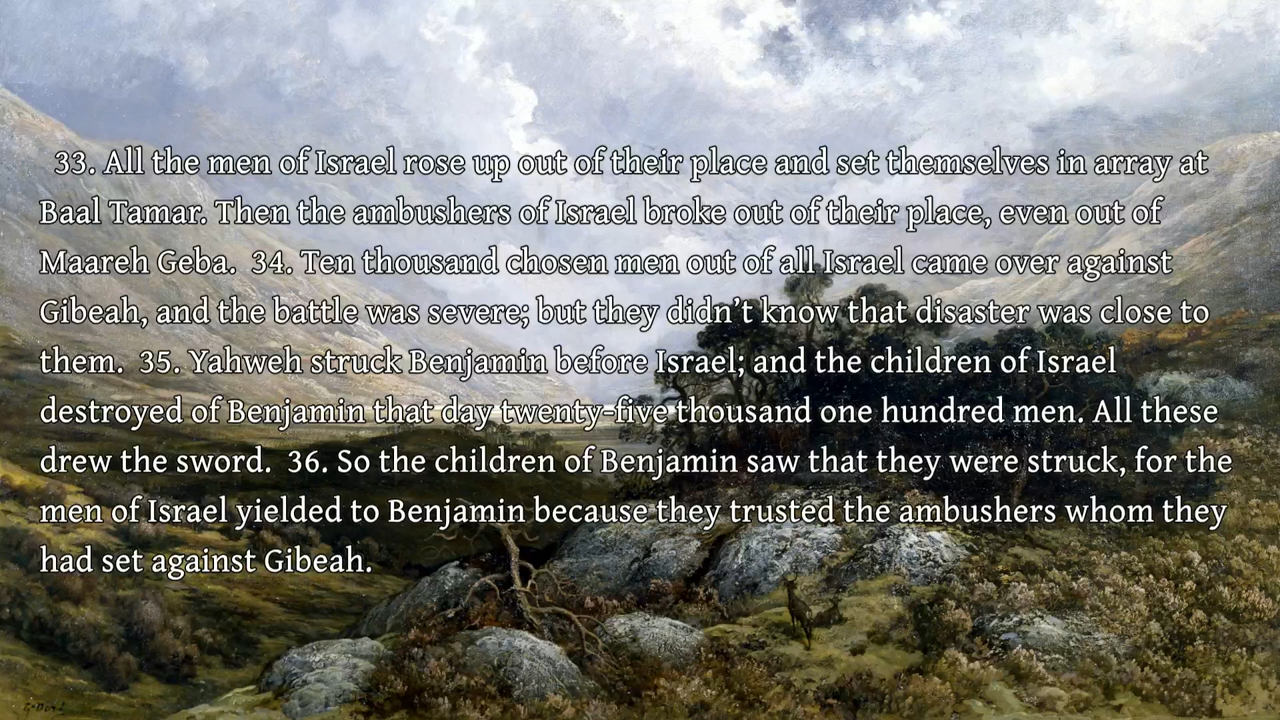 33. All the men of Israel rose up out of their place and set themselves in array at
Baal Tamar. Then the ambushers of Israel broke out of their place, even out of
Maareh Geba.  34. Ten thousand chosen men out of all Israel came over against
Gibeah, and the battle was severe; but they didn’t know that disaster was close to
them.  35. Yahweh struck Benjamin before Israel; and the children of Israel
destroyed of Benjamin that day twenty-five thousand one hundred men. All these
drew the sword.  36. So the children of Benjamin saw that they were struck, for the
men of Israel yielded to Benjamin because they trusted the ambushers whom they
had set against Gibeah.